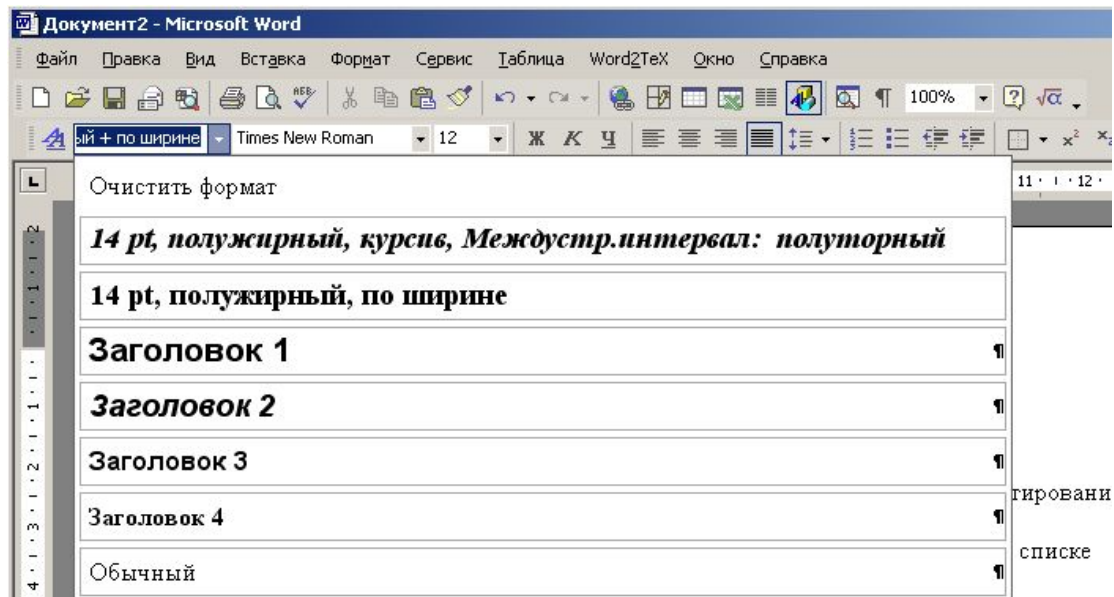 Документ2 - Microsoft Word
Файл Правка Вид Вставка Формат Сервис Таблица Word2TeX Окно Справка
100%
ый + по ширине Times New Roman 12 Ж К Ч
Очистить формат 11 12
14 pt, полужирный, курсив, Междустр.интервал: полуторный
14 pt, полужирный, по ширине
Заголовок 1 ¶
Заголовок 2 ¶
Заголовок 3 ¶
тировани
Заголовок 4 ¶
списке
Обычный ¶